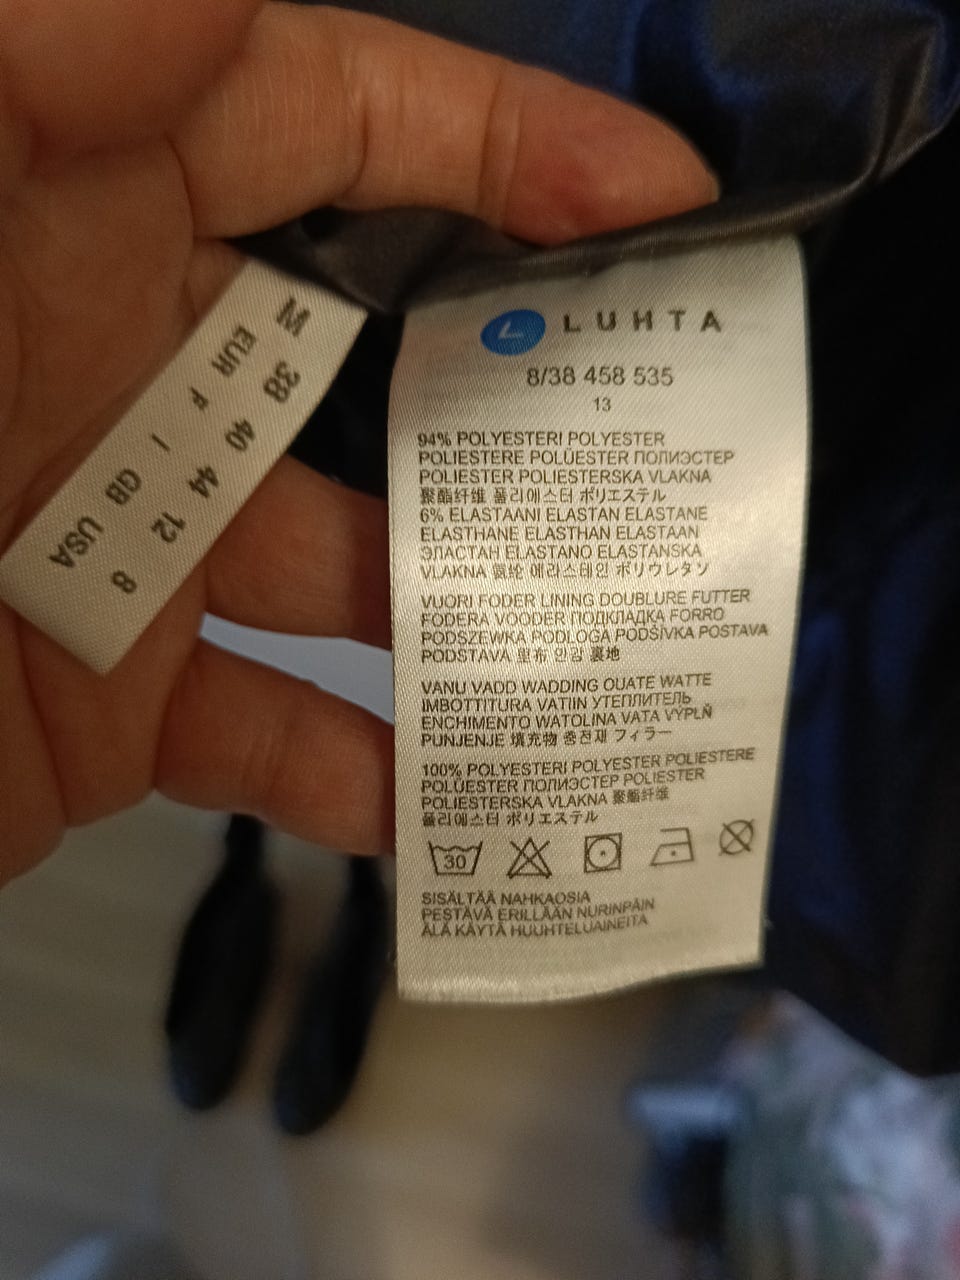 W
38
EUR
40
F
44
I
12
GB
8
USA
LUHTA
8/38 458 535
13
94% POLYESTERI POLYESTER
POLIESTERE POLÜESTER ПОЛИЭСТЕР
POLIESTER POLIESTERSKA VLAKNA
聚酯纤维 폴리에스터 ポリエステル
6% ELASTAANI ELASTAN ELASTANE
ELASTHANE ELASTHAN ELASTAAN
ЭЛАСТАН ELASTANO ELASTANSKA
VLAKNA 氨纶 에라스테인 ポリウレタン
VUORI FODER LINING DOUBLURE FUTTER
FODERA VOODER ПОДКЛАДКА FORRO
PODSZEWKA PODLOGA PODŠÍVKA POSTAVA
PODSTAVA 里布 안감 裏地
VANU VADD WADDING OUATE WATTE
IMBOTTITURA VATIIN УТЕПЛИТЕЛЬ
ENCHIMENTO WATOLINA VATA VÝPLŇ
PUNJENJE 填充物 충전재 フィラー
100% POLYESTERI POLYESTER POLIESTERE
POLÜESTER ПОЛИЭСТЕР POLIESTER
POLIESTERSKA VLAKNA 聚酯纤维
폴리에스터 ポリエステル
30
SISÄLTÄÄ NAHKAOSIA
PESTÄVÄ ERILLÄÄN NURINPÄIN
ÄLÄ KÄYTÄ HUUHTELUAINEITA